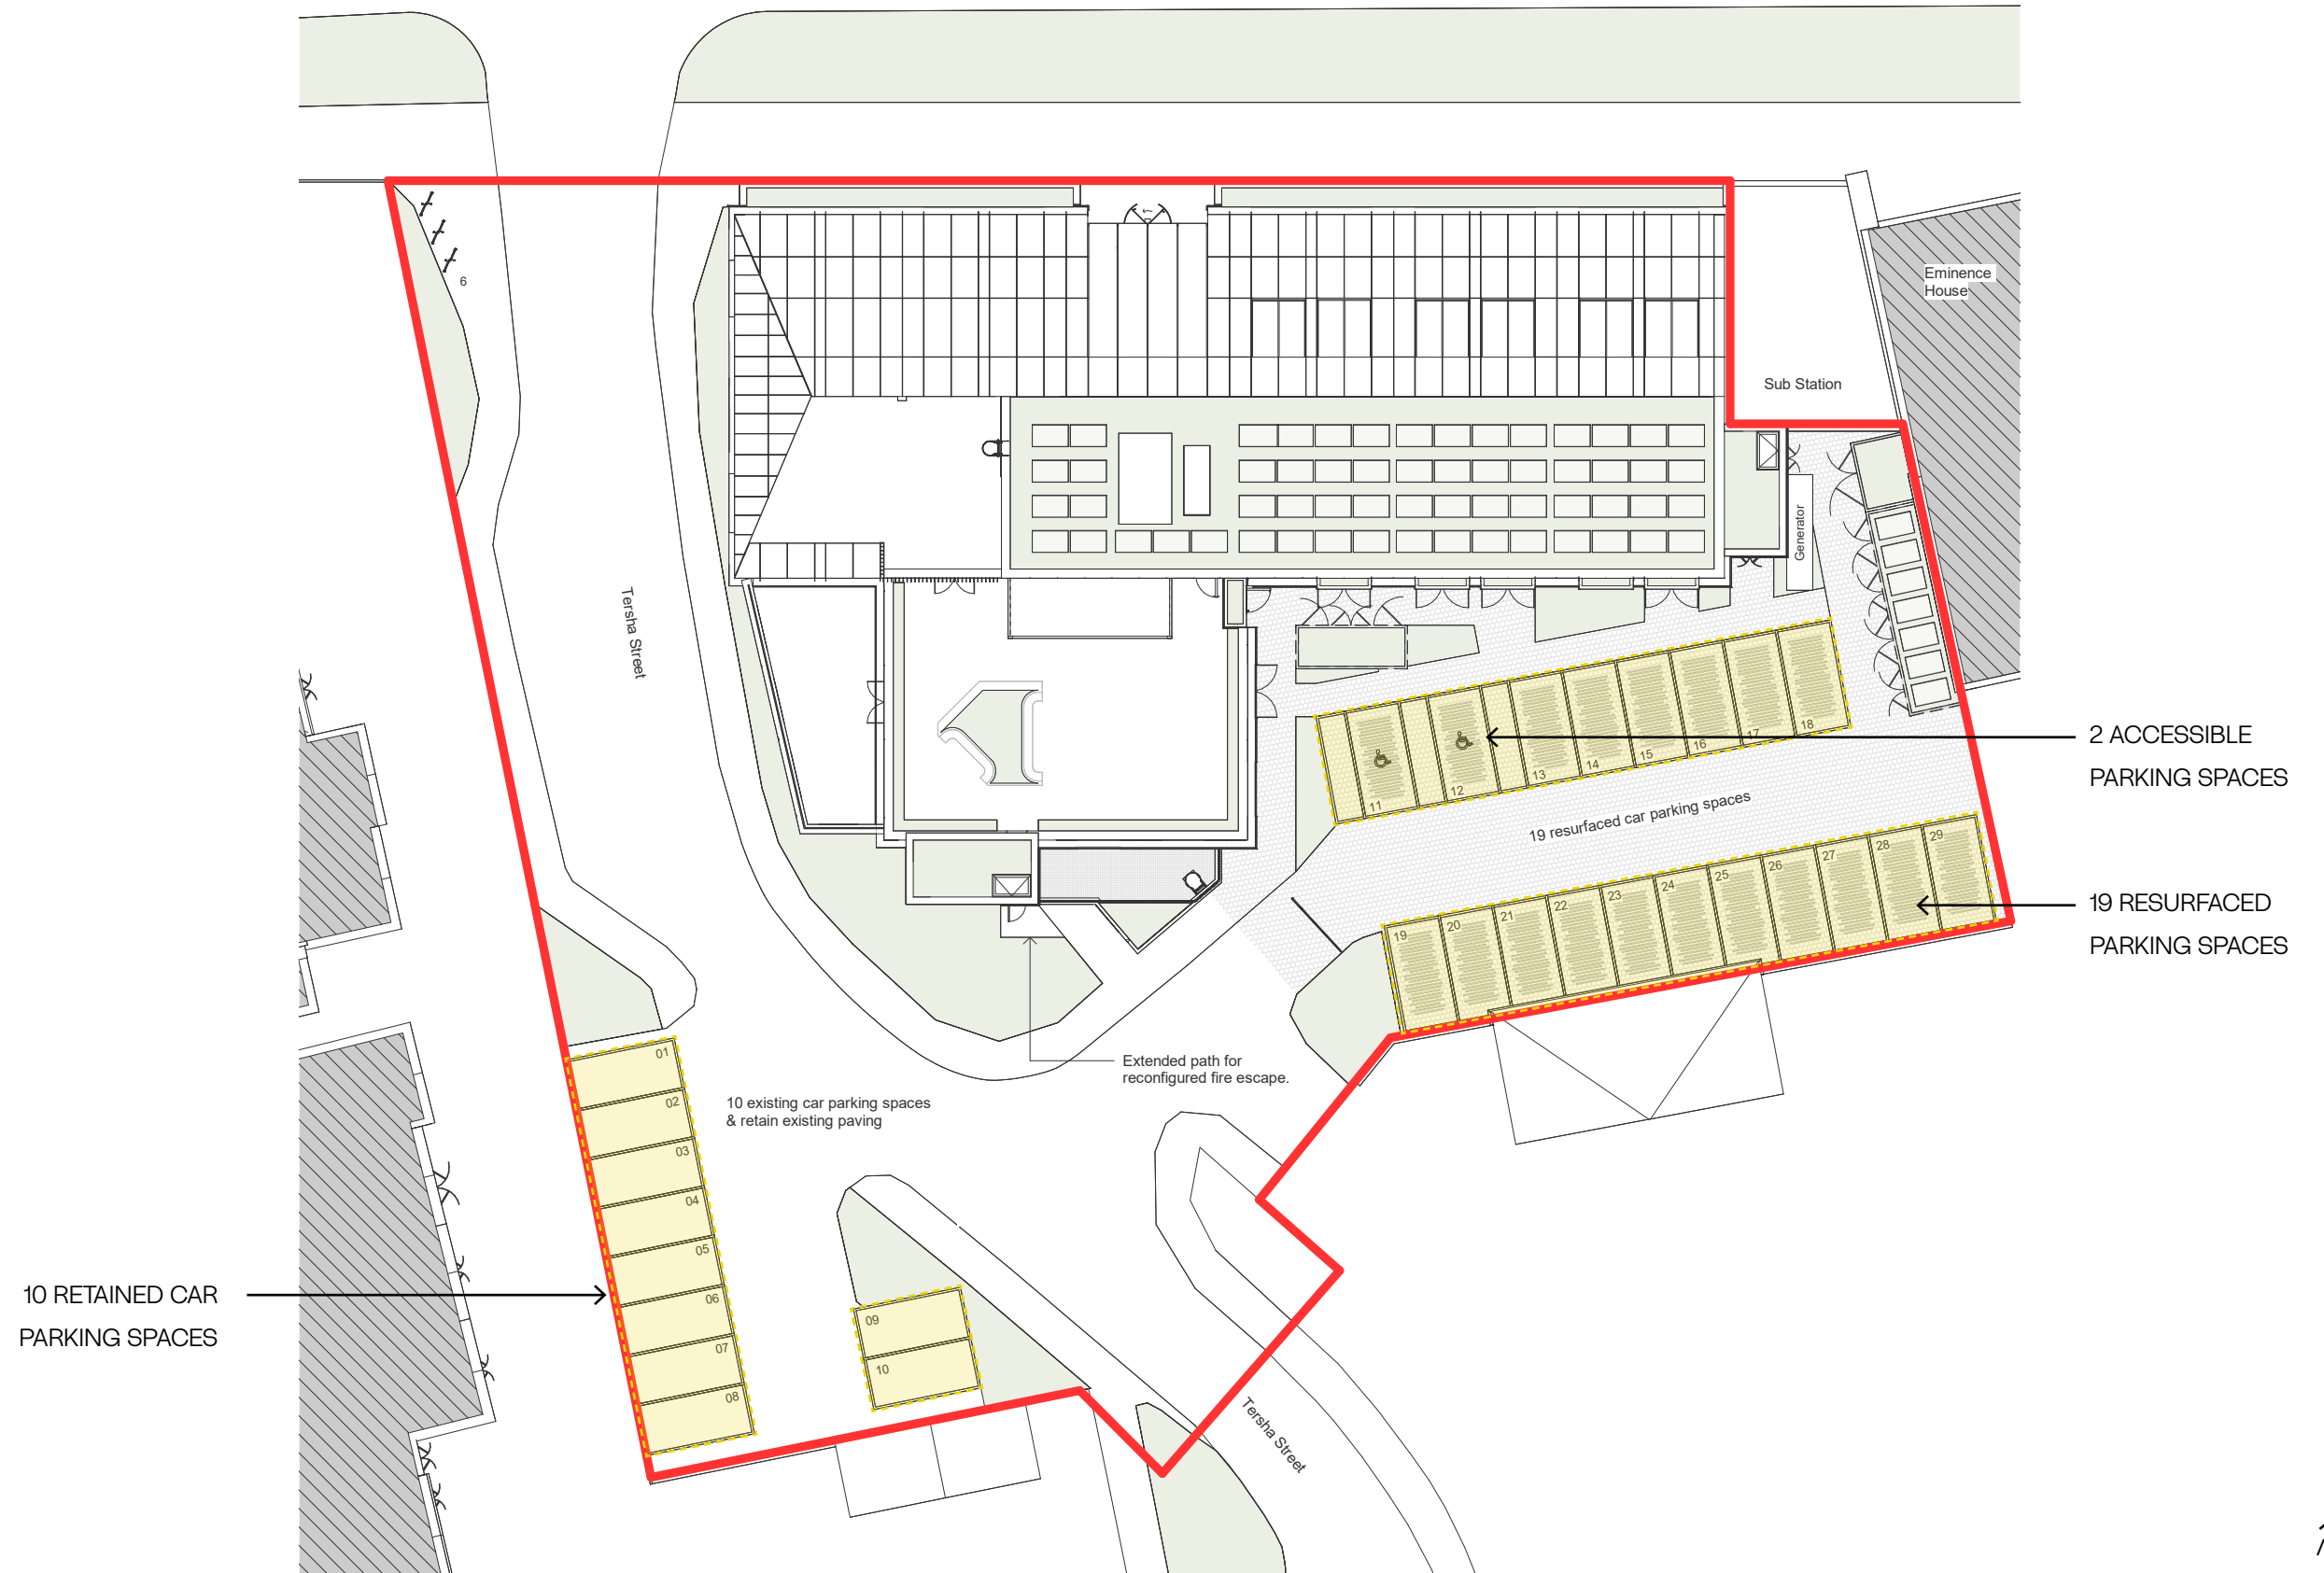 6
Eminence
House
Sub Station
Generator
Tersha Street
2 ACCESSIBLE
PARKING SPACES
11
12
13
14
15
16
17
18
19 resurfaced car parking spaces
19 RESURFACED
PARKING SPACES
19
20
21
22
23
24
25
26
27
28
29
Extended path for
reconfigured fire escape.
10 existing car parking spaces
& retain existing paving
01
02
03
04
05
06
07
08
09
10
10 RETAINED CAR
PARKING SPACES
Tersha Street